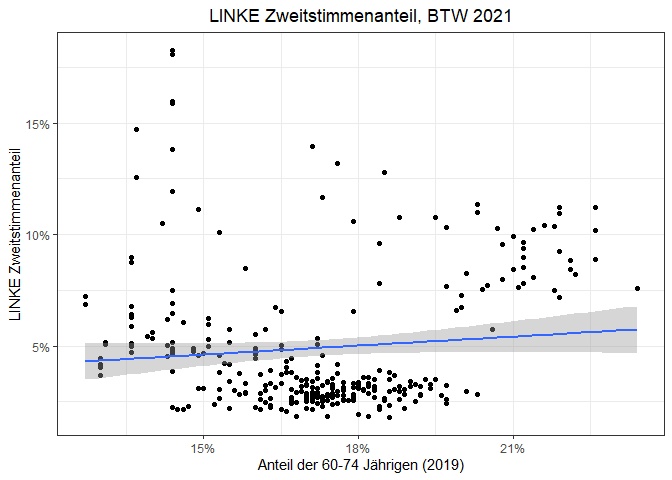 LINKE Zweitstimmenanteil, BTW 2021
LINKE Zweitstimmenanteil
15%
10%
5%
15%
18%
21%
Anteil der 60-74 Jährigen (2019)